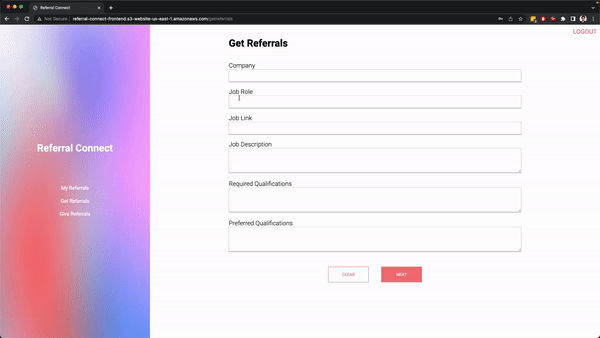 Referral Connect
Not Secure
referral-connect-frontend.s3-website-us-east-1.amazonaws.com/getreferrals
LOGOUT
Get Referrals
Company
Job Role
Job Link
Referral Connect
Job Description
My Referrals
Required Qualifications
Get Referrals
Give Referrals
Preferred Qualifications
CLEAR
NEXT